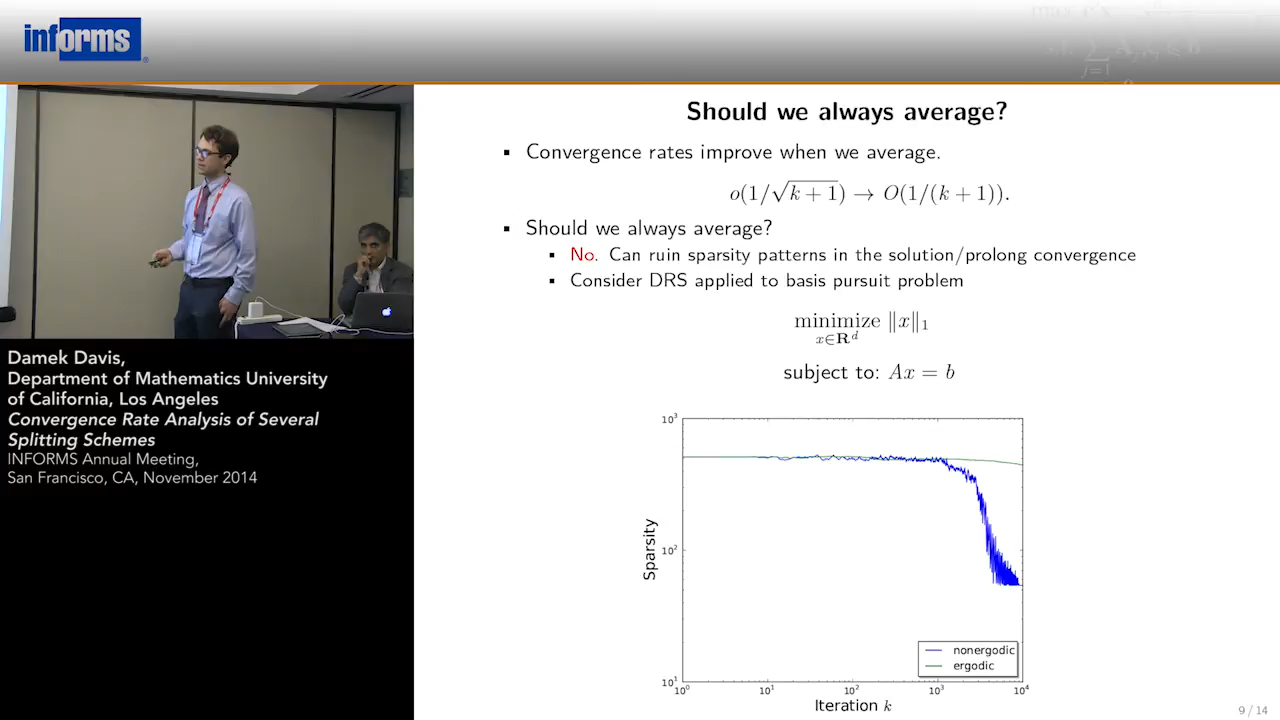 informs
Damek Davis,
Department of Mathematics University
of California, Los Angeles
Convergence Rate Analysis of Several
Splitting Schemes
INFORMS Annual Meeting,
San Francisco, CA, November 2014
Should we always average?
▪ Convergence rates improve when we average.
o(1/√(k + 1)) → O(1/(k + 1)).
▪ Should we always average?
▪ No. Can ruin sparsity patterns in the solution/prolong convergence
▪ Consider DRS applied to basis pursuit problem
minimize ‖x‖₁
x∈R^d
subject to: Ax = b
10³
10²
10¹
Sparsity
nonergodic
ergodic
10⁰ 10¹ 10² 10³ 10⁴
Iteration k
9 / 14